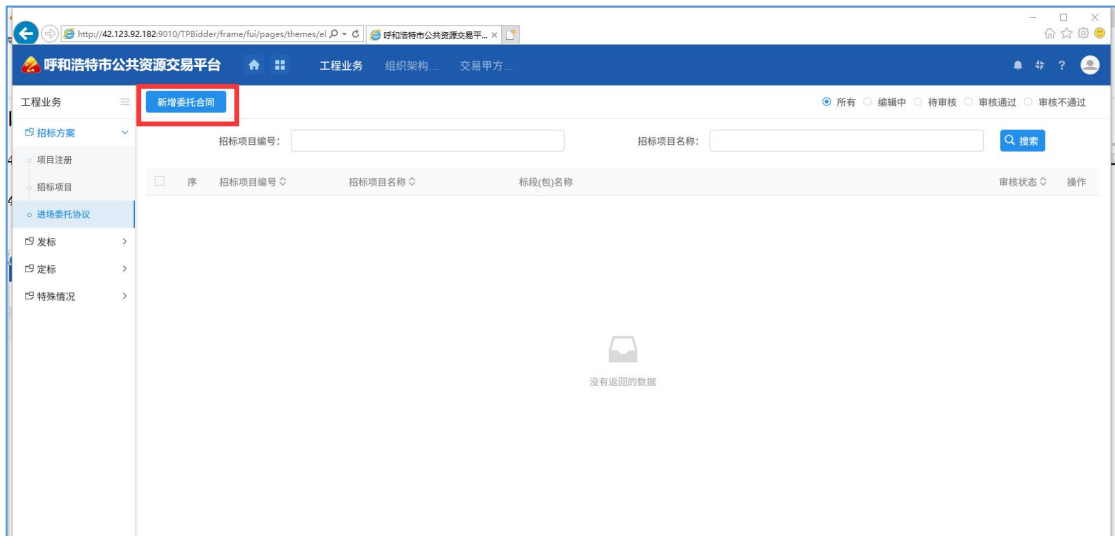 http://42.123.92.182:9010/TPBidder/frame/fui/pages/themes/el
呼和浩特市公共资源交易平...
呼和浩特市公共资源交易平台
工程业务
组织架构...
交易甲方...
工程业务
新增委托合同
所有
编辑中
待审核
审核通过
审核不通过
招标方案
项目注册
招标项目
进场委托协议
发标
定标
特殊情况
招标项目编号：
招标项目名称：
搜索
序
招标项目编号
招标项目名称
标段(包)名称
审核状态
操作
没有返回的数据